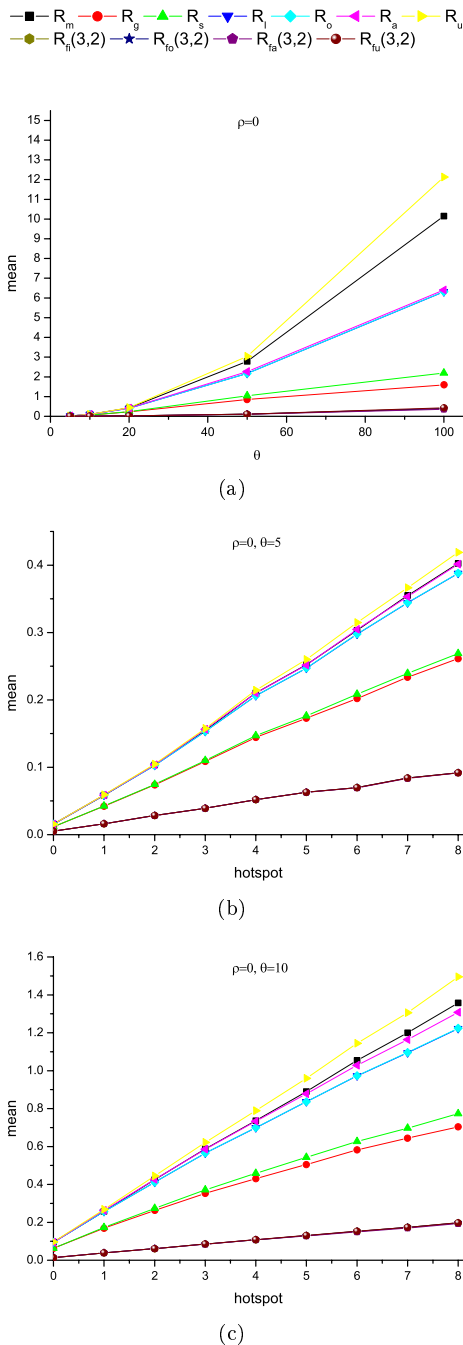 R_m R_g R_s R_l R_o R_a R_u
R_fi(3,2) R_fo(3,2) R_fa(3,2) R_fu(3,2)
ρ=0
15
14
13
12
11
10
9
8
7
6
5
4
3
2
1
0
mean
0 20 40 60 80 100
θ
(a)
ρ=0, θ=5
0.4
0.3
0.2
0.1
0.0
mean
0 1 2 3 4 5 6 7 8
hotspot
(b)
ρ=0, θ=10
1.6
1.4
1.2
1.0
0.8
0.6
0.4
0.2
0.0
mean
0 1 2 3 4 5 6 7 8
hotspot
(c)